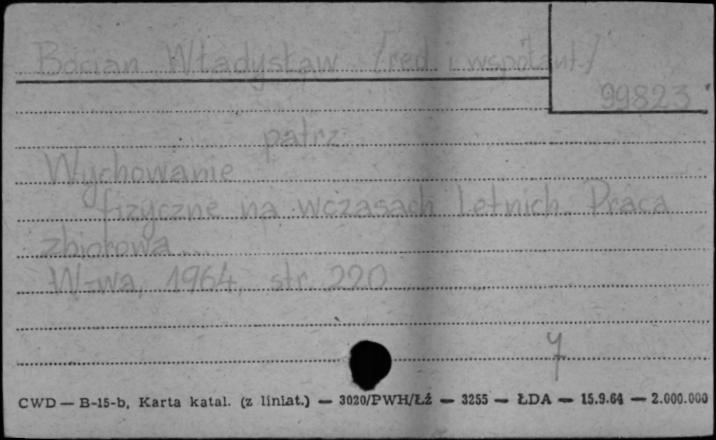 Bocian Władysław [red. i współaut.]
99823
patrz
Wychowanie
fizyczne na wczasach letnich. Praca
zbiorowa...
W-wa, 1964, str. 220
4
CWD — B-15-b, Karta katal. (z liniat.) — 3020/PWH/Łź — 3255 — ŁDA — 15.9.64 — 2.000.000